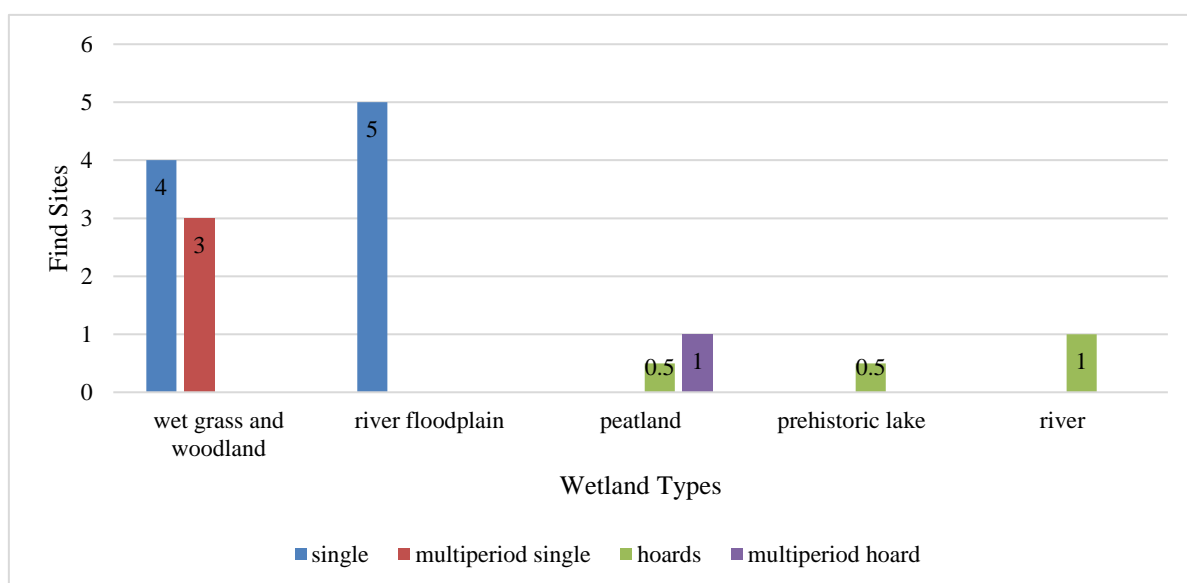 6
5
4
3
2
1
0
Find Sites
4
3
5
0.5
1
0.5
1
wet grass and
woodland
river floodplain
peatland
prehistoric lake
river
Wetland Types
single
multiperiod single
hoards
multiperiod hoard